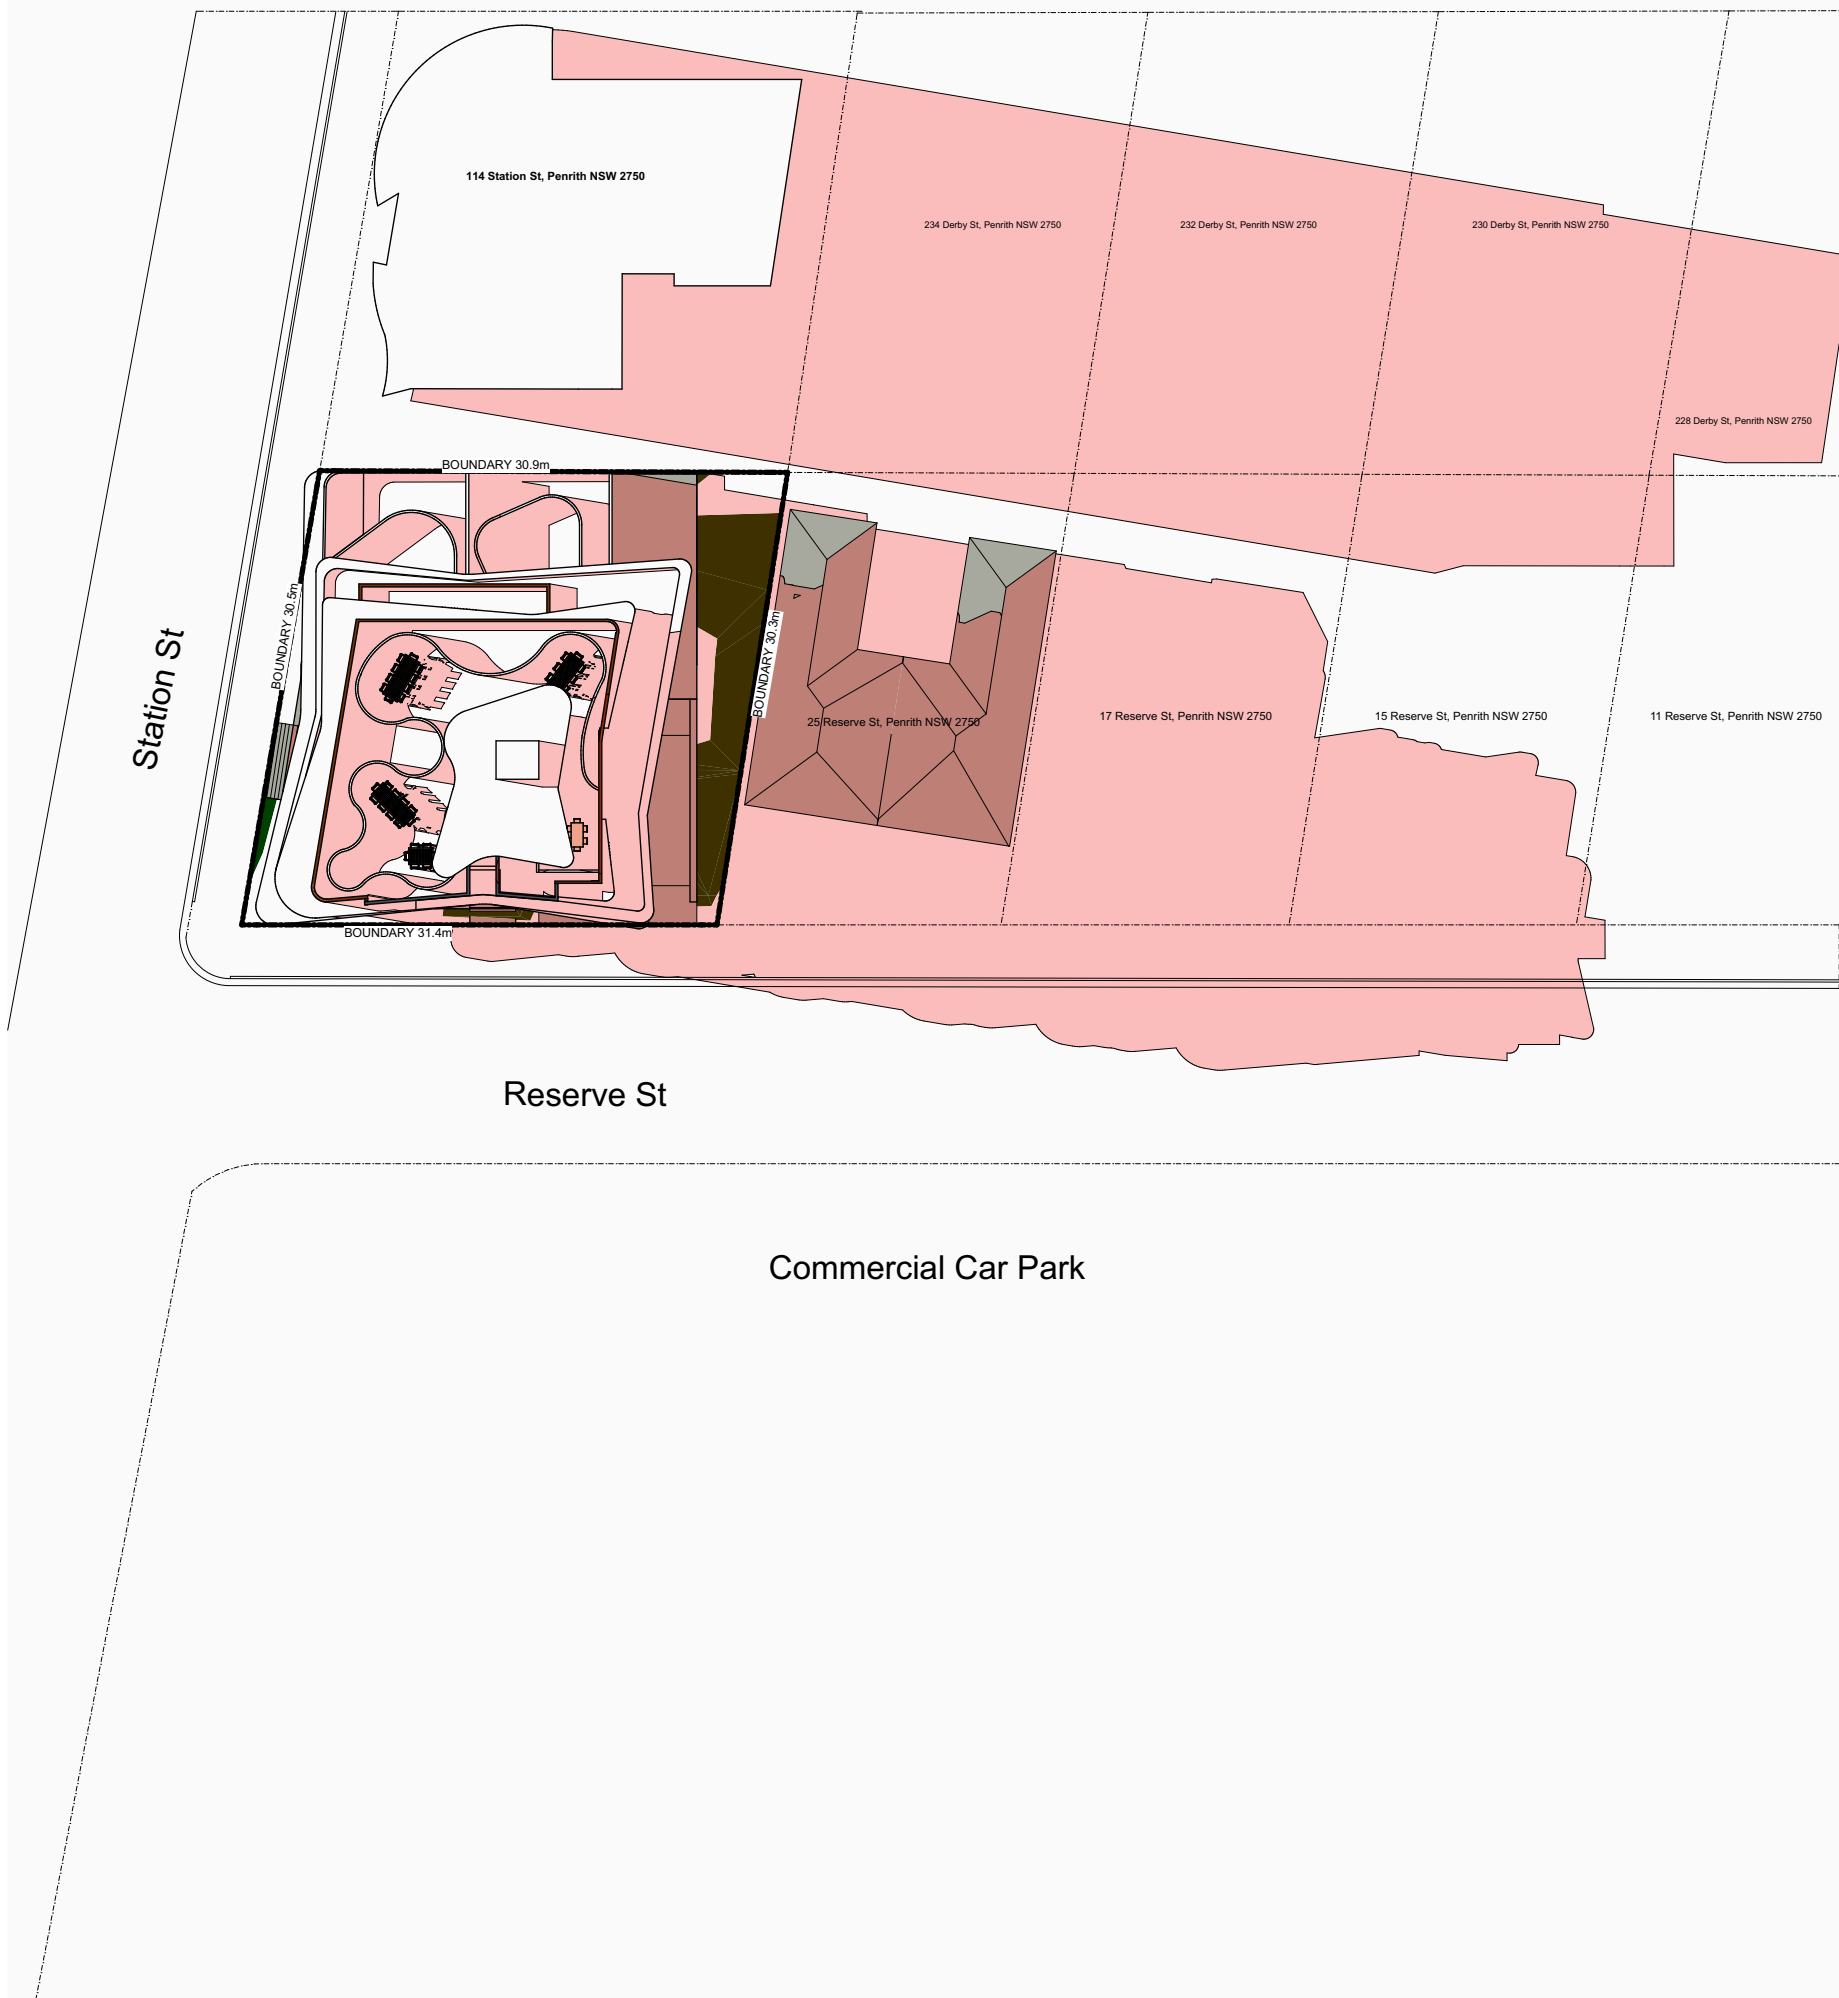 114 Station St, Penrith NSW 2750
234 Derby St, Penrith NSW 2750
232 Derby St, Penrith NSW 2750
230 Derby St, Penrith NSW 2750
228 Derby St, Penrith NSW 2750
BOUNDARY 30.9m
BOUNDARY 30.5m
BOUNDARY 30.3m
Station St
25 Reserve St, Penrith NSW 2750
17 Reserve St, Penrith NSW 2750
15 Reserve St, Penrith NSW 2750
11 Reserve St, Penrith NSW 2750
BOUNDARY 31.4m
Reserve St
Commercial Car Park